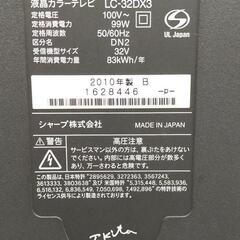 液晶カラーテレビ LC-32DX3
定格電圧 100V～
定格消費電力 99W
定格周波数 50/60Hz
区分名 DN2
受信機型サイズ 32V
年間消費電力量 83kWh/年
UL Japan
2010年製 B
1628446
シャープ株式会社
MADE IN JAPAN
高圧注意
サービスマン以外の方は、裏ぶたをあけないで
ください。内部には高電圧部分が数多くあり、
万一さわると危険です。